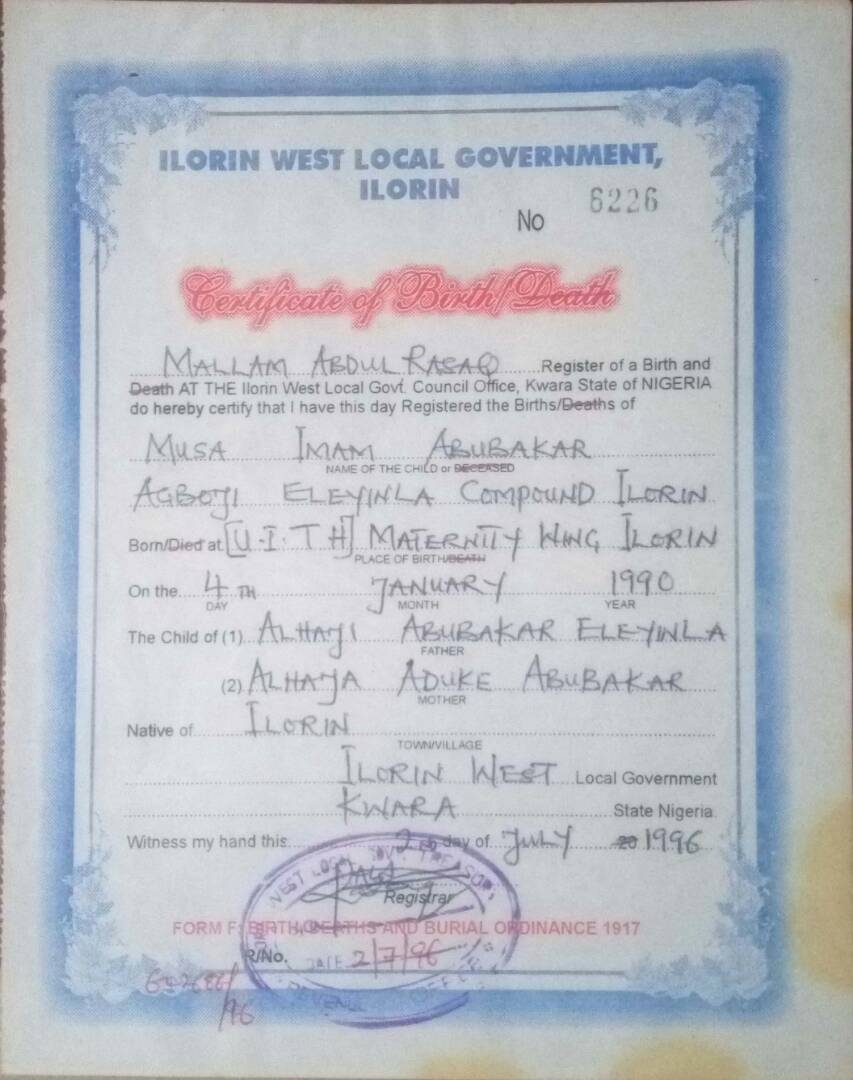 ILORIN WEST LOCAL GOVERNMENT,
ILORIN
No 6226
Certificate of Birth/Death
MALLAM ABDUL RASAQ Register of a Birth and
Death AT THE Ilorin West Local Govt. Council Office, Kwara State of NIGERIA
do hereby certify that I have this day Registered the Births/Deaths of
MUSA IMAM ABUBAKAR
NAME OF THE CHILD or DECEASED
AGBOJI ELEYINLA COMPOUND ILORIN
Born/Died at [U.I.T H] MATERNITY WING ILORIN
PLACE OF BIRTH/DEATH
On the 4TH JANUARY 1990
DAY MONTH YEAR
The Child of (1) ALHAJI ABUBAKAR ELEYINLA
FATHER
(2) ALHAJA ADUKE ABUBAKAR
MOTHER
Native of ILORIN
TOWN/VILLAGE
ILORIN WEST Local Government
KWARA State Nigeria
Witness my hand this 2nd day of July 20 1996
Registrar
FORM F: BIRTH, DEATHS AND BURIAL ORDINANCE 1917
R/No. DATE 2/7/96
WEST LOCAL GOVT. TREASURY
REVENUE OFFICER
/96